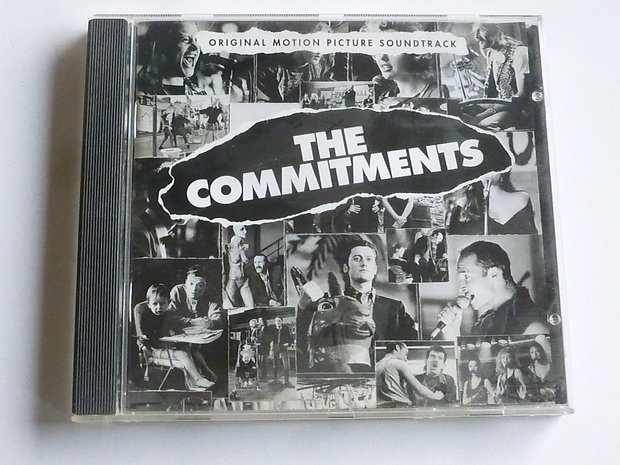 ORIGINAL MOTION PICTURE SOUNDTRACK
THE
COMMITMENTS